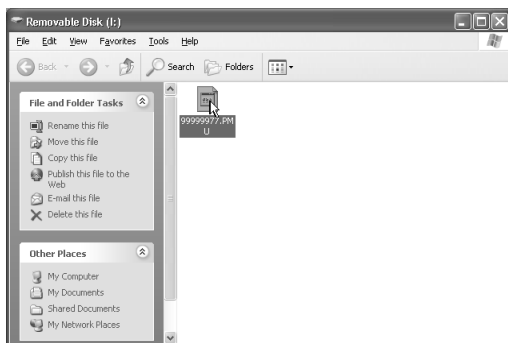 Removable Disk (I:)
File Edit View Favorites Tools Help
Back Search Folders
File and Folder Tasks
Rename this file
Move this file
Copy this file
Publish this file to the
Web
E-mail this file
Delete this file
Other Places
My Computer
My Documents
Shared Documents
My Network Places
99999977.PM
U